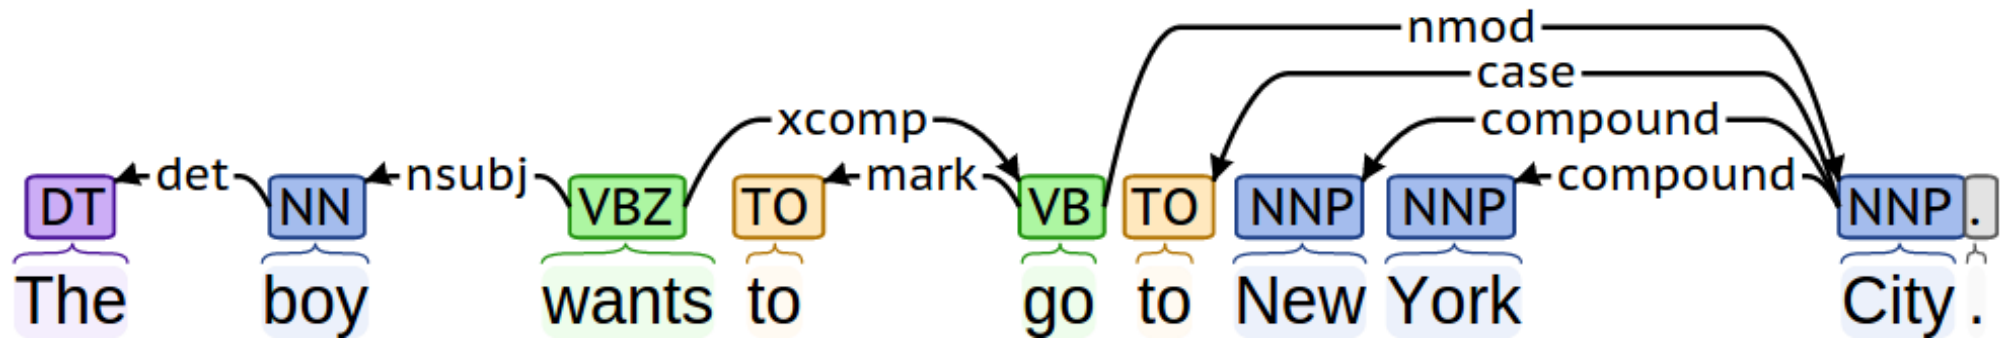 nmod
case
xcomp compound
det nsubj mark compound
DT NN VBZ TO VB TO NNP NNP NNP .
The boy wants to go to New York City .